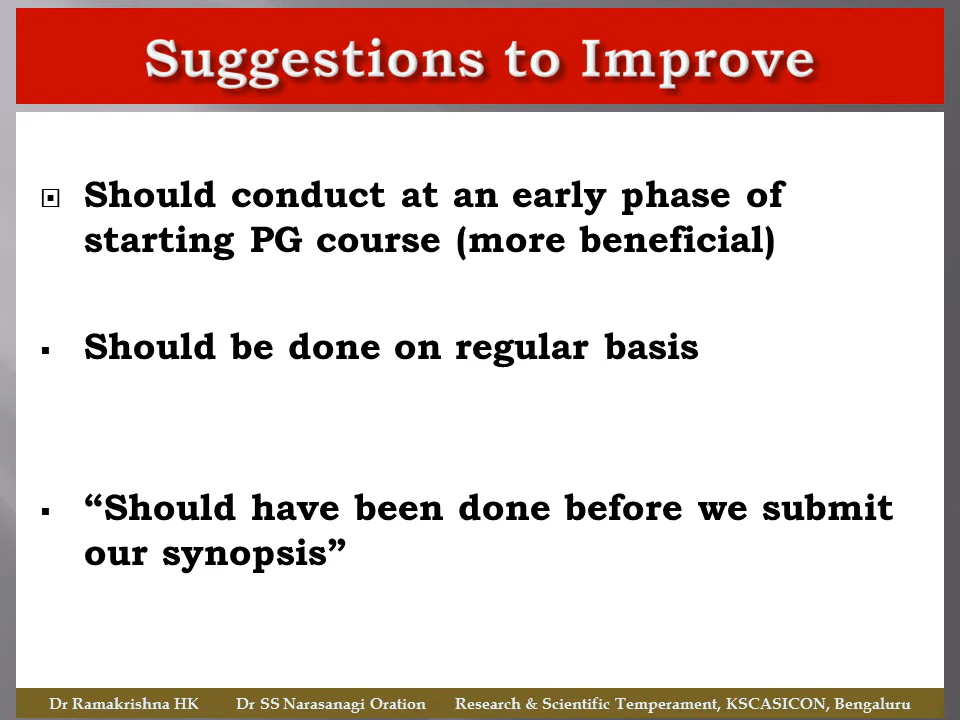 Suggestions to Improve
Should conduct at an early phase of
starting PG course (more beneficial)
Should be done on regular basis
“Should have been done before we submit
our synopsis”
Dr Ramakrishna HK Dr SS Narasanagi Oration Research & Scientific Temperament, KSCASICON, Bengaluru